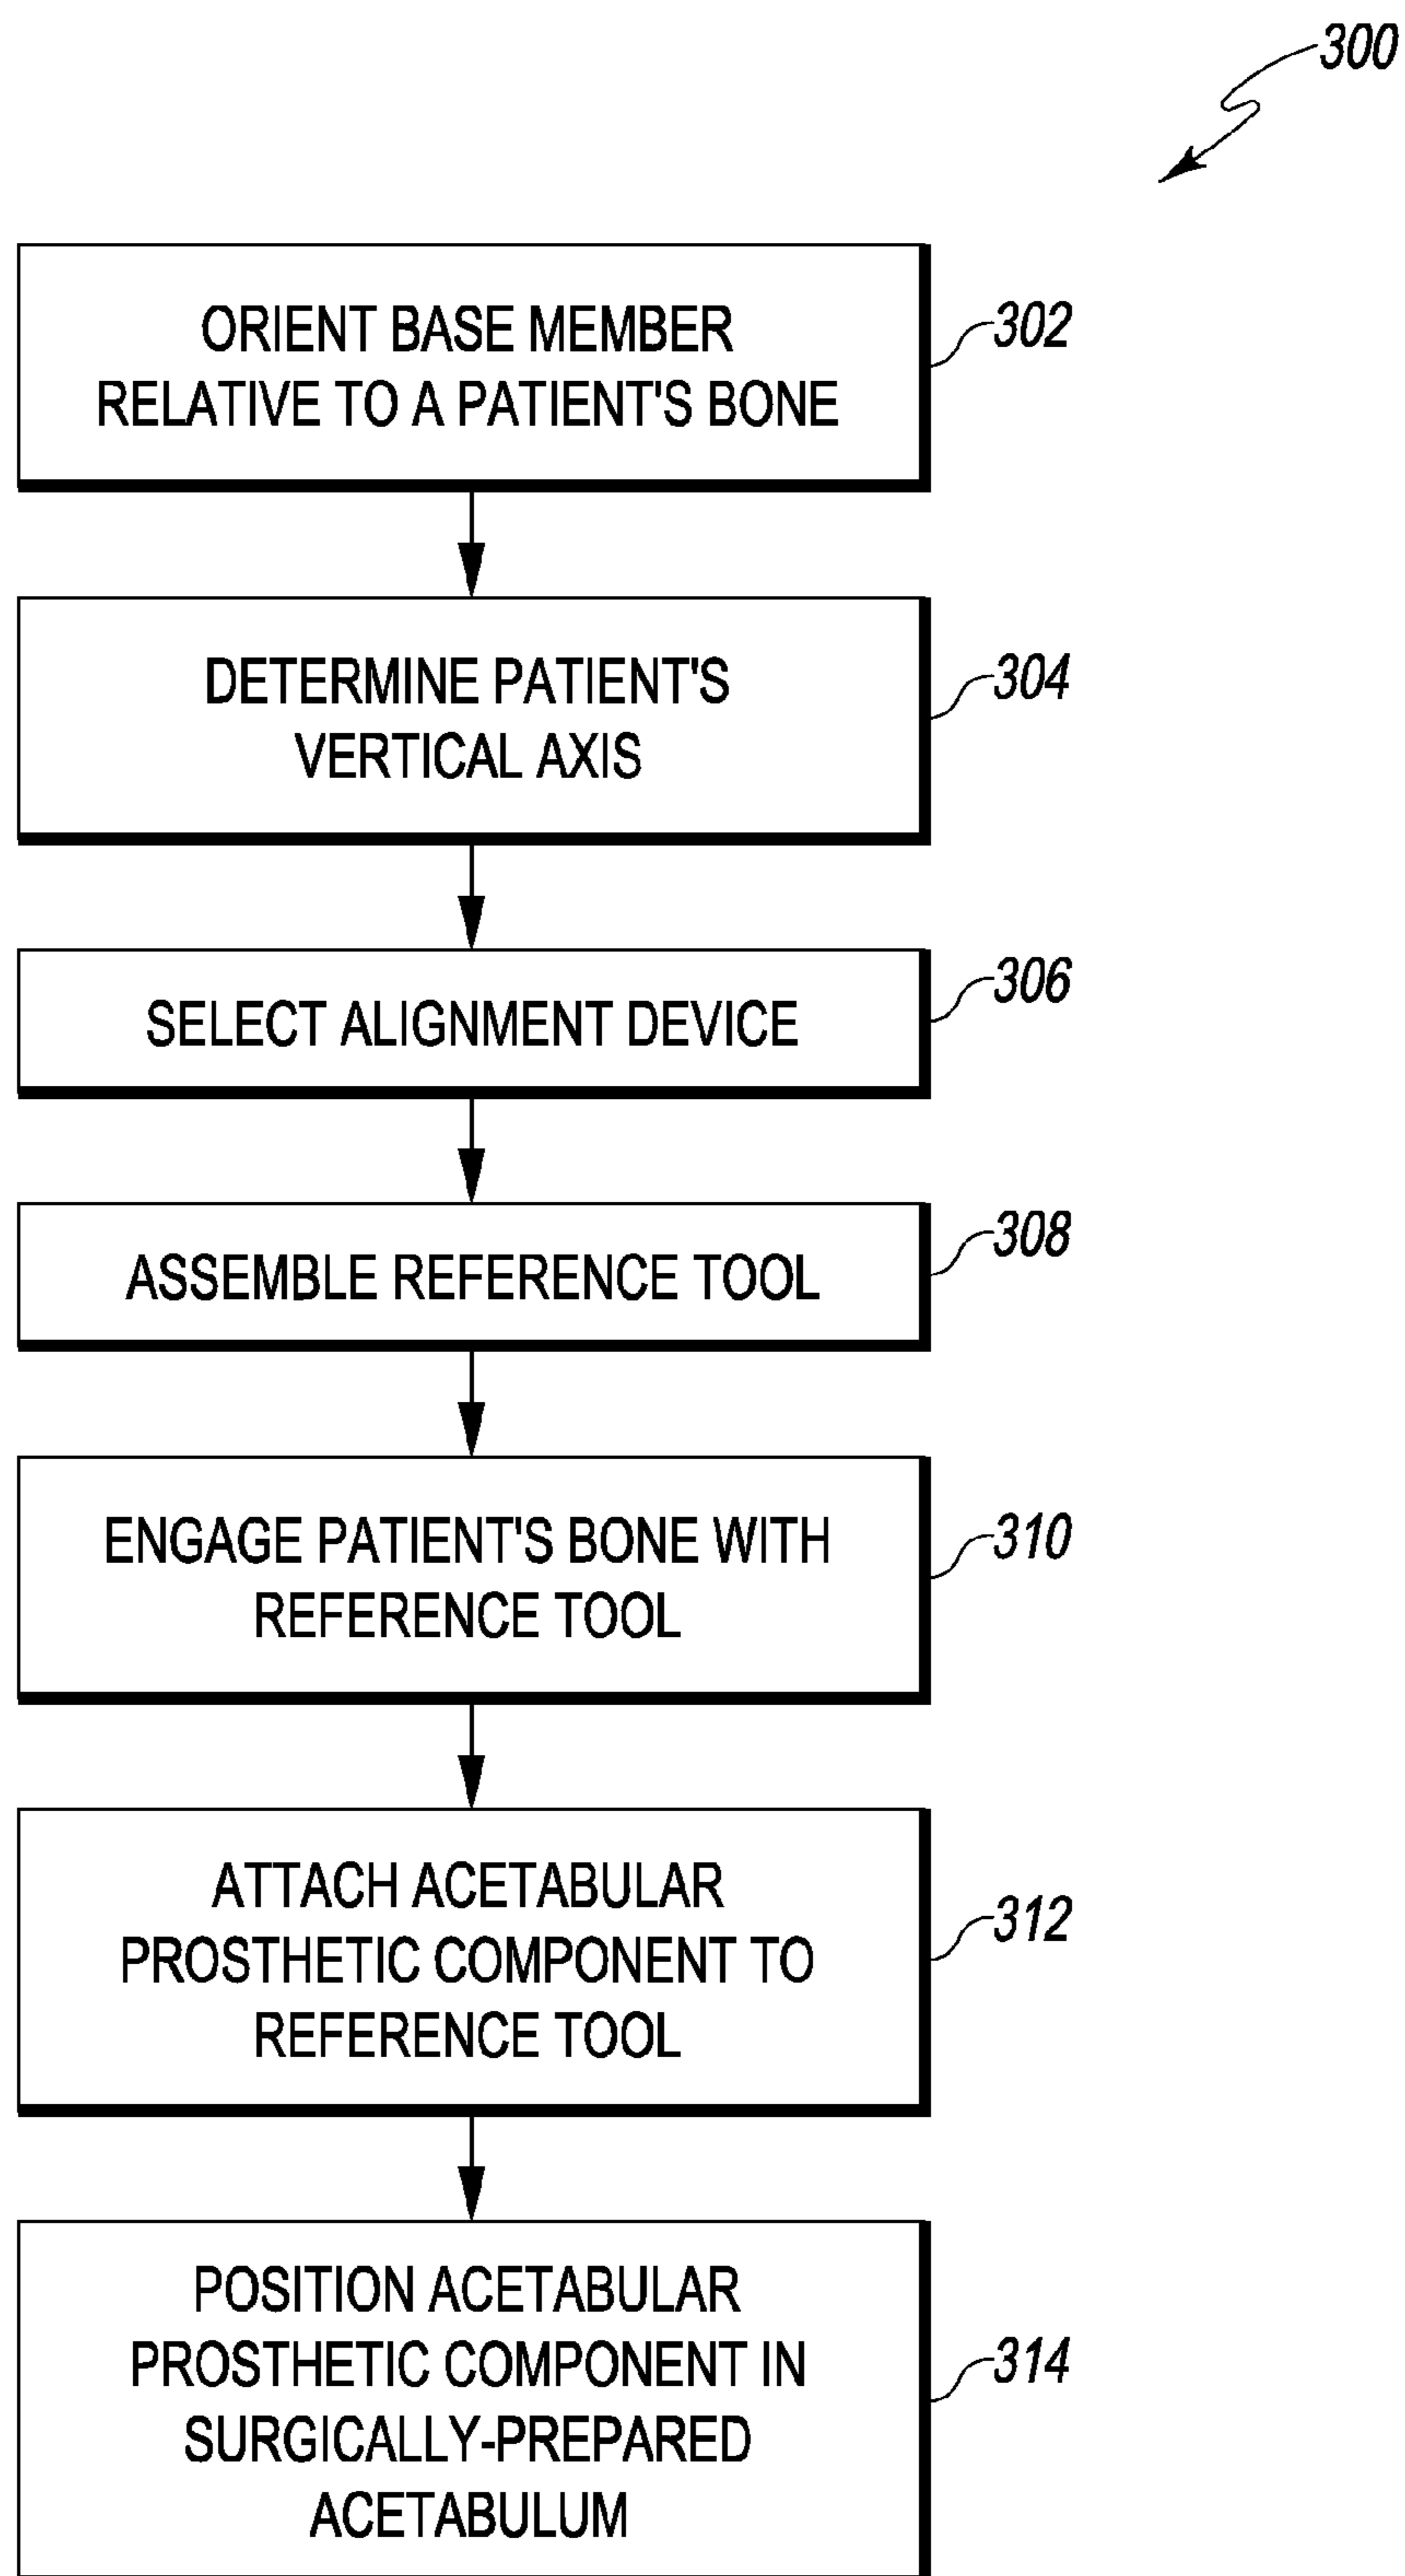 300
ORIENT BASE MEMBER
RELATIVE TO A PATIENT'S BONE
302
DETERMINE PATIENT'S
VERTICAL AXIS
304
SELECT ALIGNMENT DEVICE
306
ASSEMBLE REFERENCE TOOL
308
ENGAGE PATIENT'S BONE WITH
REFERENCE TOOL
310
ATTACH ACETABULAR
PROSTHETIC COMPONENT TO
REFERENCE TOOL
312
POSITION ACETABULAR
PROSTHETIC COMPONENT IN
SURGICALLY-PREPARED
ACETABULUM
314